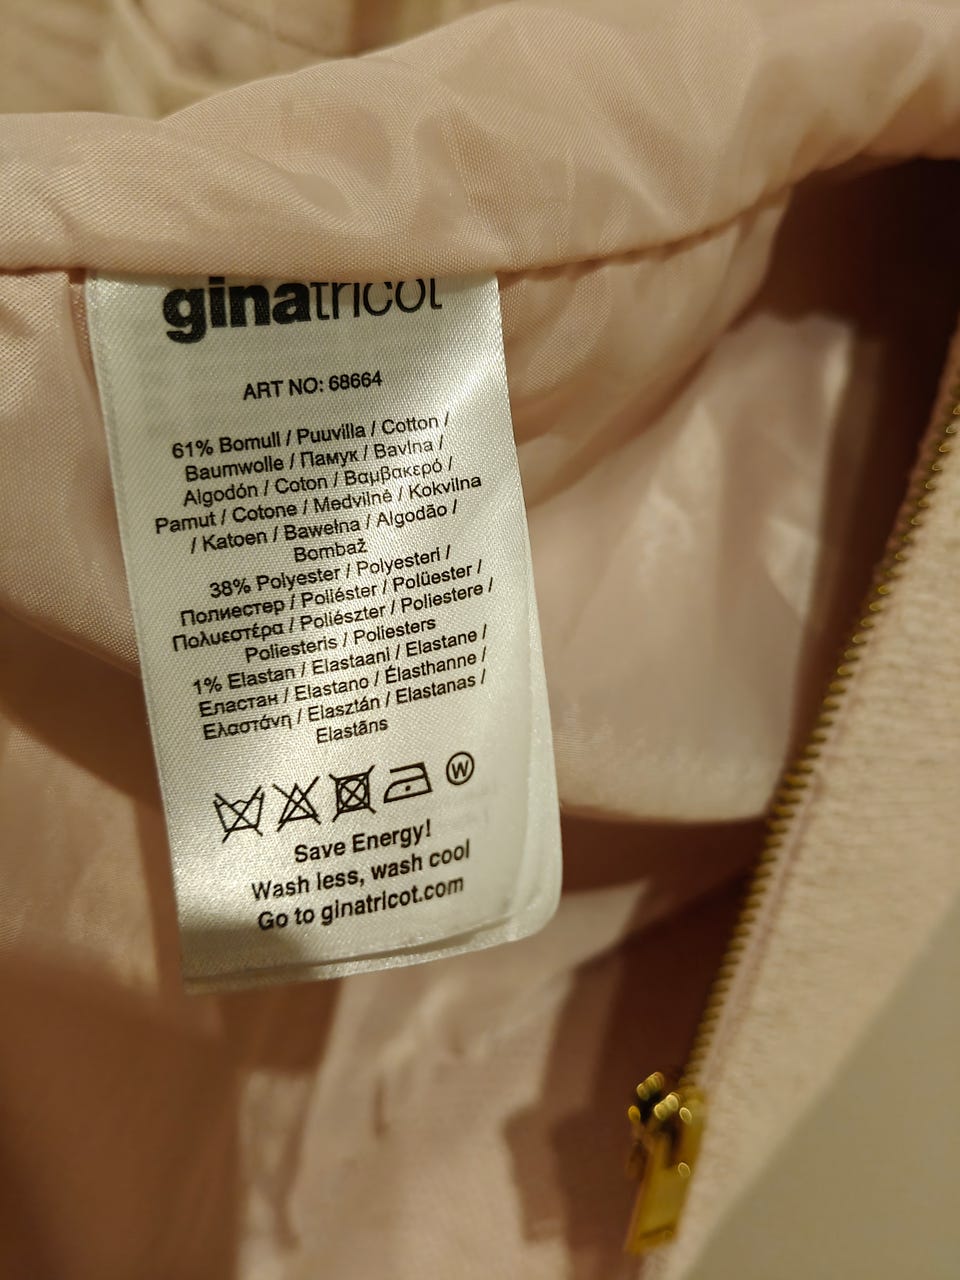 ginatricot
ART NO: 68664
61% Bomull / Puuvilla / Cotton /
Baumwolle / Памук / Bavlna /
Algodón / Coton / Βαμβακερό /
Pamut / Cotone / Medvilnė / Kokvilna
/ Katoen / Bawełna / Algodão /
Bombaž
38% Polyester / Polyesteri /
Полиестер / Poliéster / Polüester /
Πολυεστέρα / Poliészter / Poliestere /
Poliesteris / Poliesters
1% Elastan / Elastaani / Elastane /
Еластан / Elastano / Élasthanne /
Ελαστάνη / Elasztán / Elastanas /
Elastāns
W
Save Energy!
Wash less, wash cool
Go to ginatricot.com